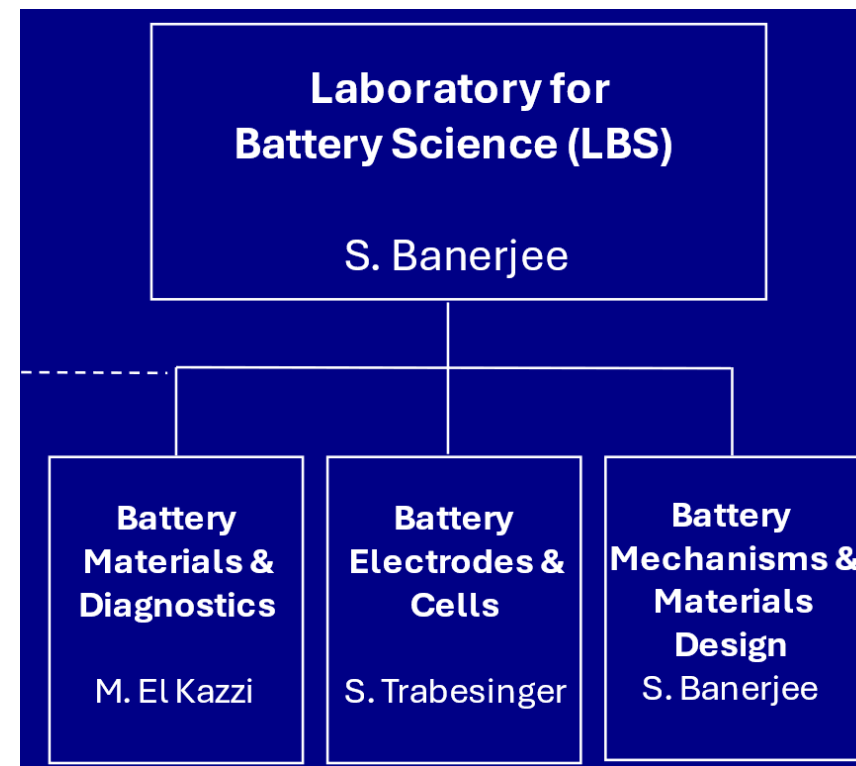 Laboratory for
Battery Science (LBS)
S. Banerjee
Battery
Materials &
Diagnostics
M. El Kazzi
Battery
Electrodes &
Cells
S. Trabesinger
Battery
Mechanisms &
Materials
Design
S. Banerjee